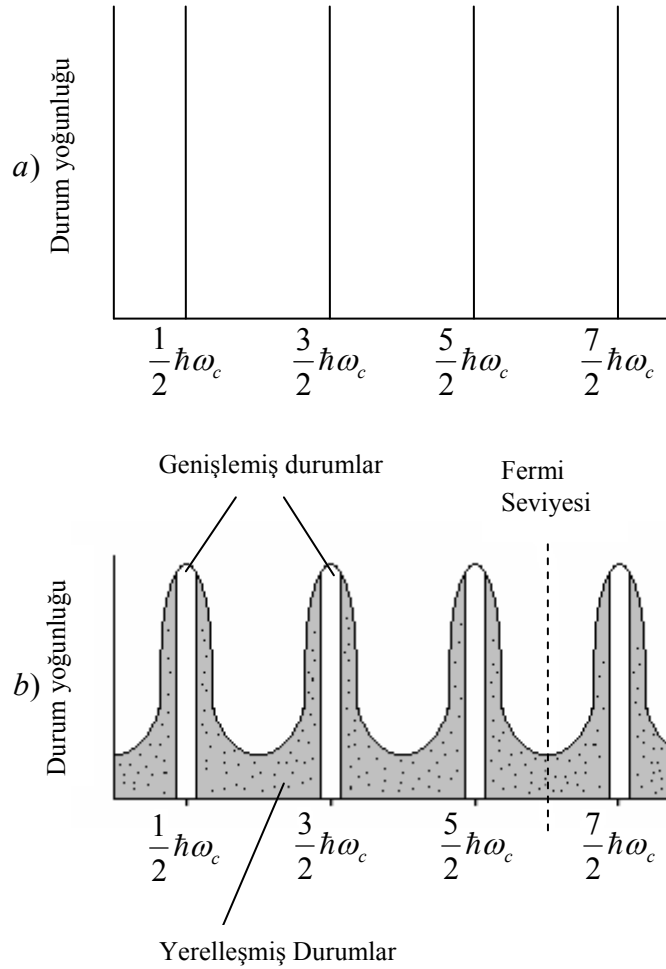 Durum yoğunluğu
a)
1/2 ℏω_c 3/2 ℏω_c 5/2 ℏω_c 7/2 ℏω_c
Genişlemiş durumlar
Fermi
Seviyesi
Durum yoğunluğu
b)
1/2 ℏω_c 3/2 ℏω_c 5/2 ℏω_c 7/2 ℏω_c
Yerelleşmiş Durumlar